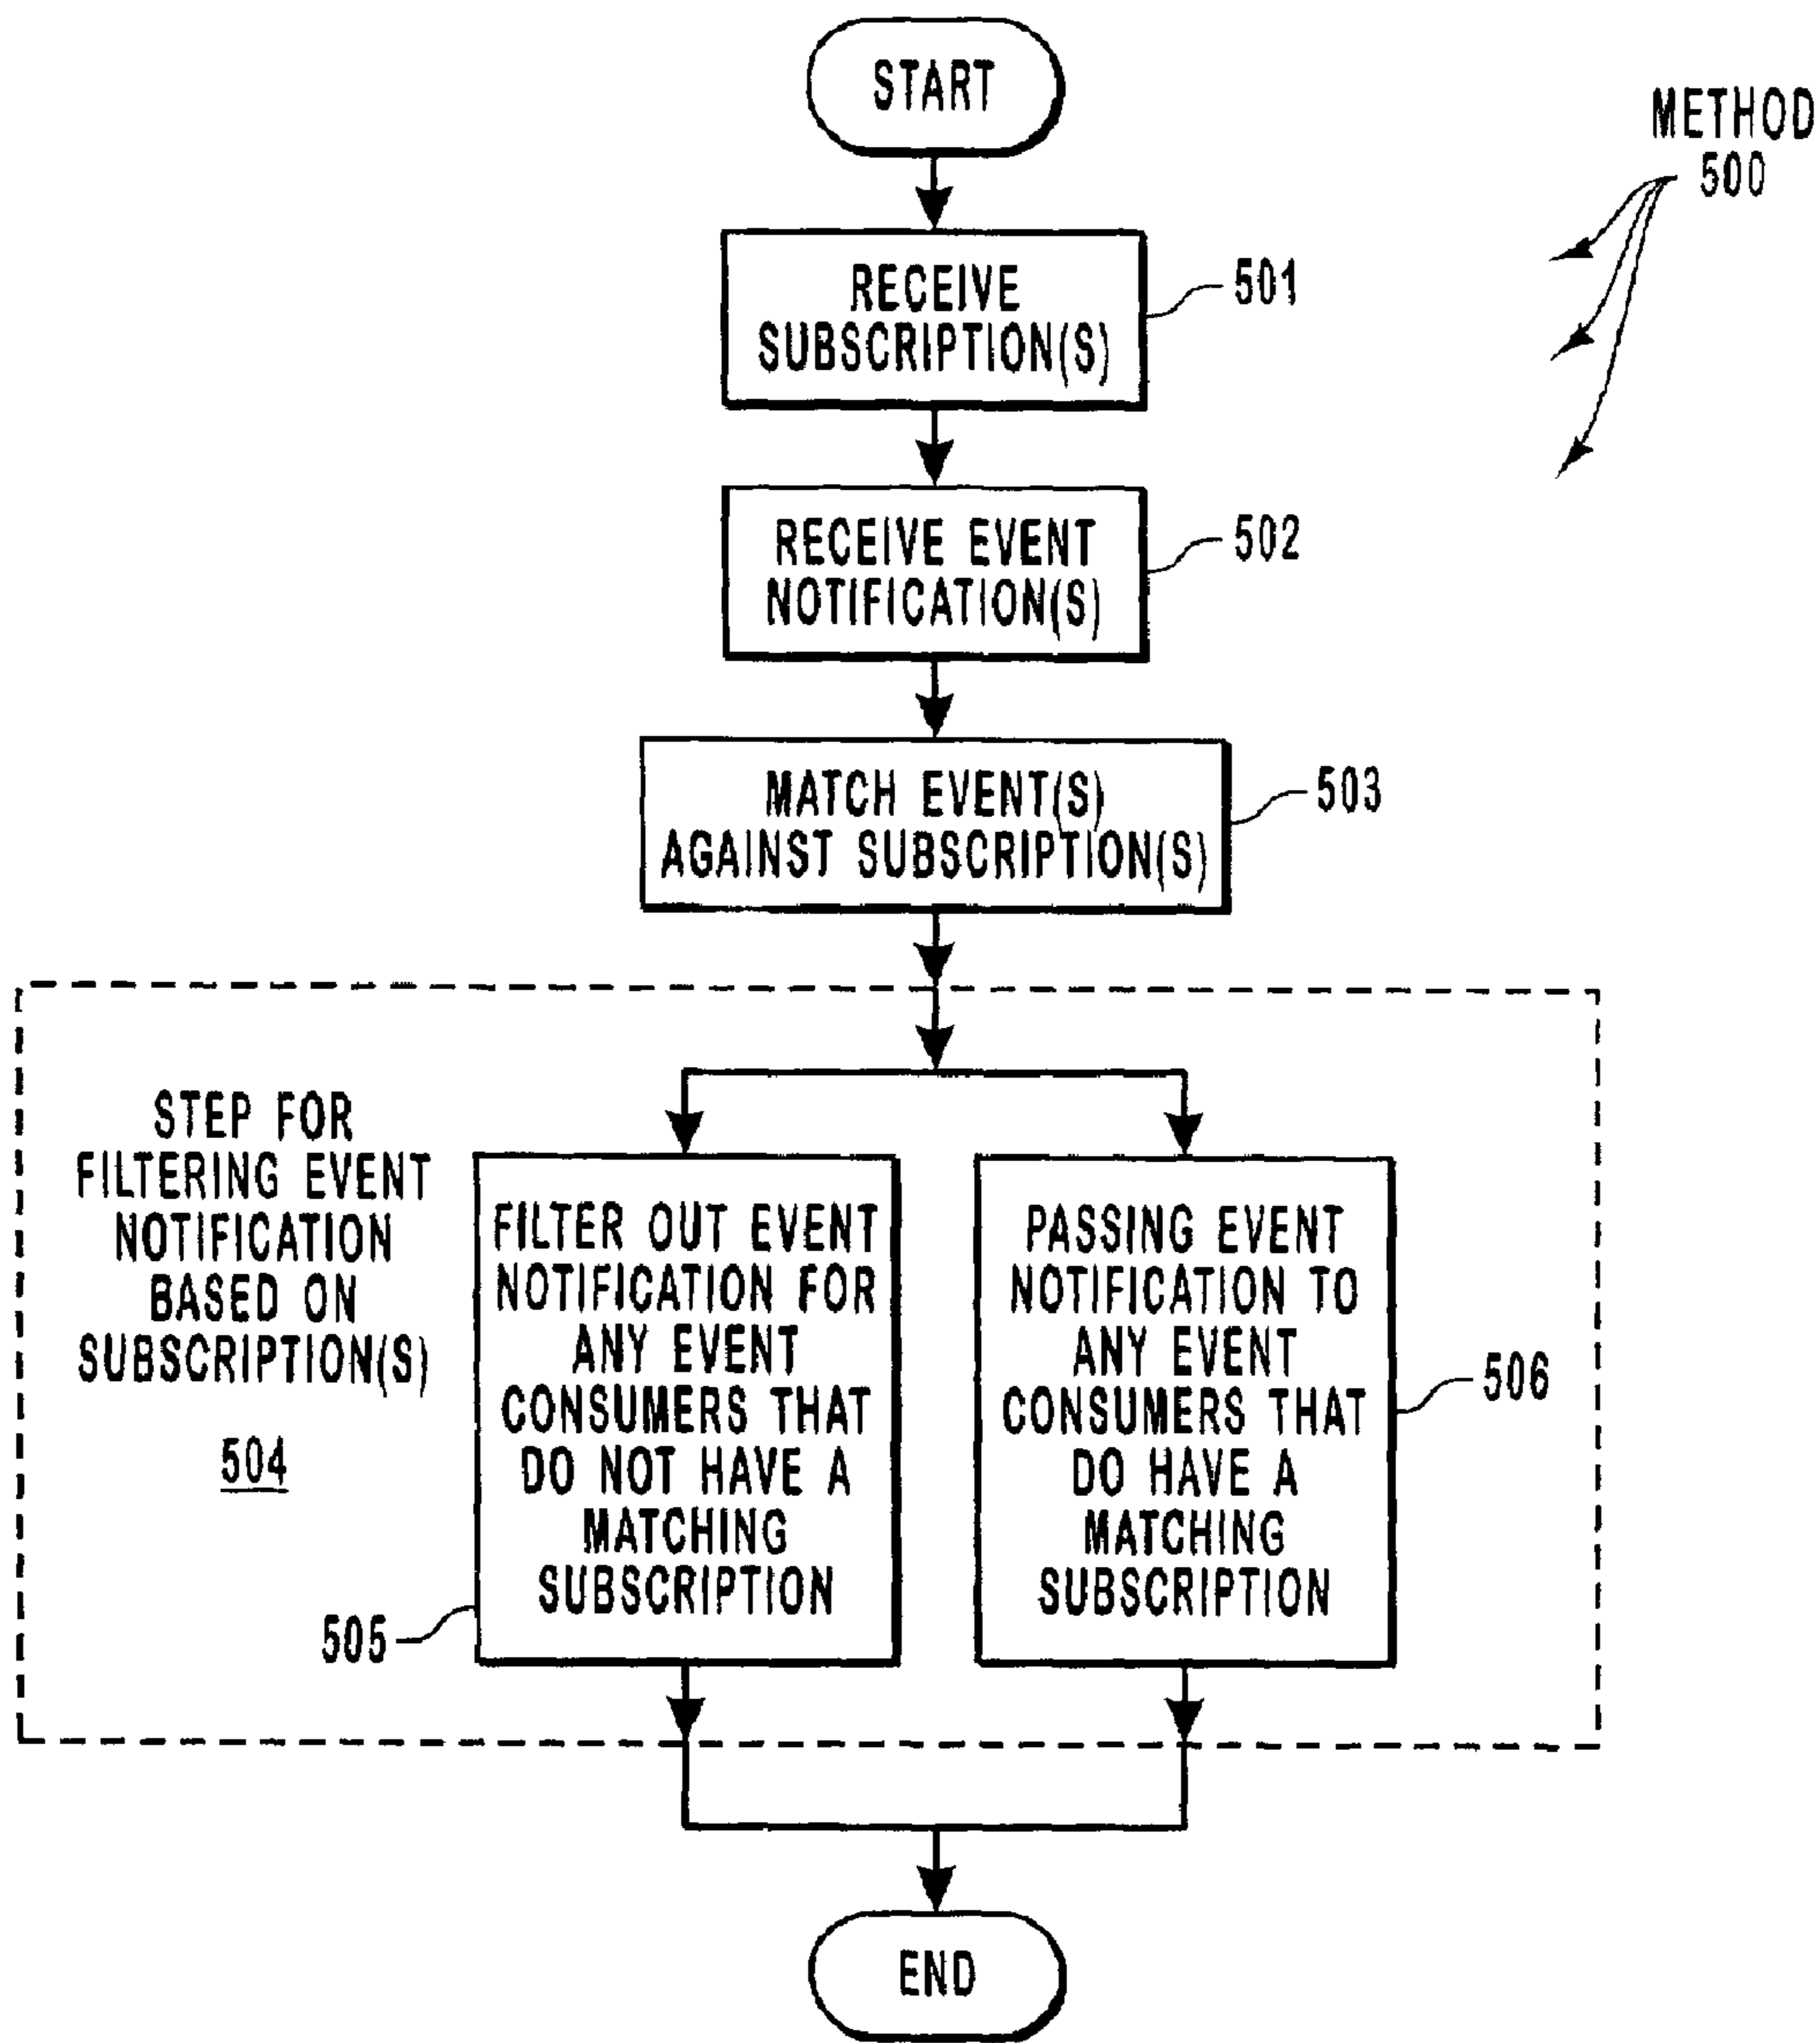 START
METHOD
500
RECEIVE
SUBSCRIPTION(S)
501
RECEIVE EVENT
NOTIFICATION(S)
502
MATCH EVENT(S)
AGAINST SUBSCRIPTION(S)
503
STEP FOR
FILTERING EVENT
NOTIFICATION
BASED ON
SUBSCRIPTION(S)
504
FILTER OUT EVENT
NOTIFICATION FOR
ANY EVENT
CONSUMERS THAT
DO NOT HAVE A
MATCHING
SUBSCRIPTION
505
PASSING EVENT
NOTIFICATION TO
ANY EVENT
CONSUMERS THAT
DO HAVE A
MATCHING
SUBSCRIPTION
506
END